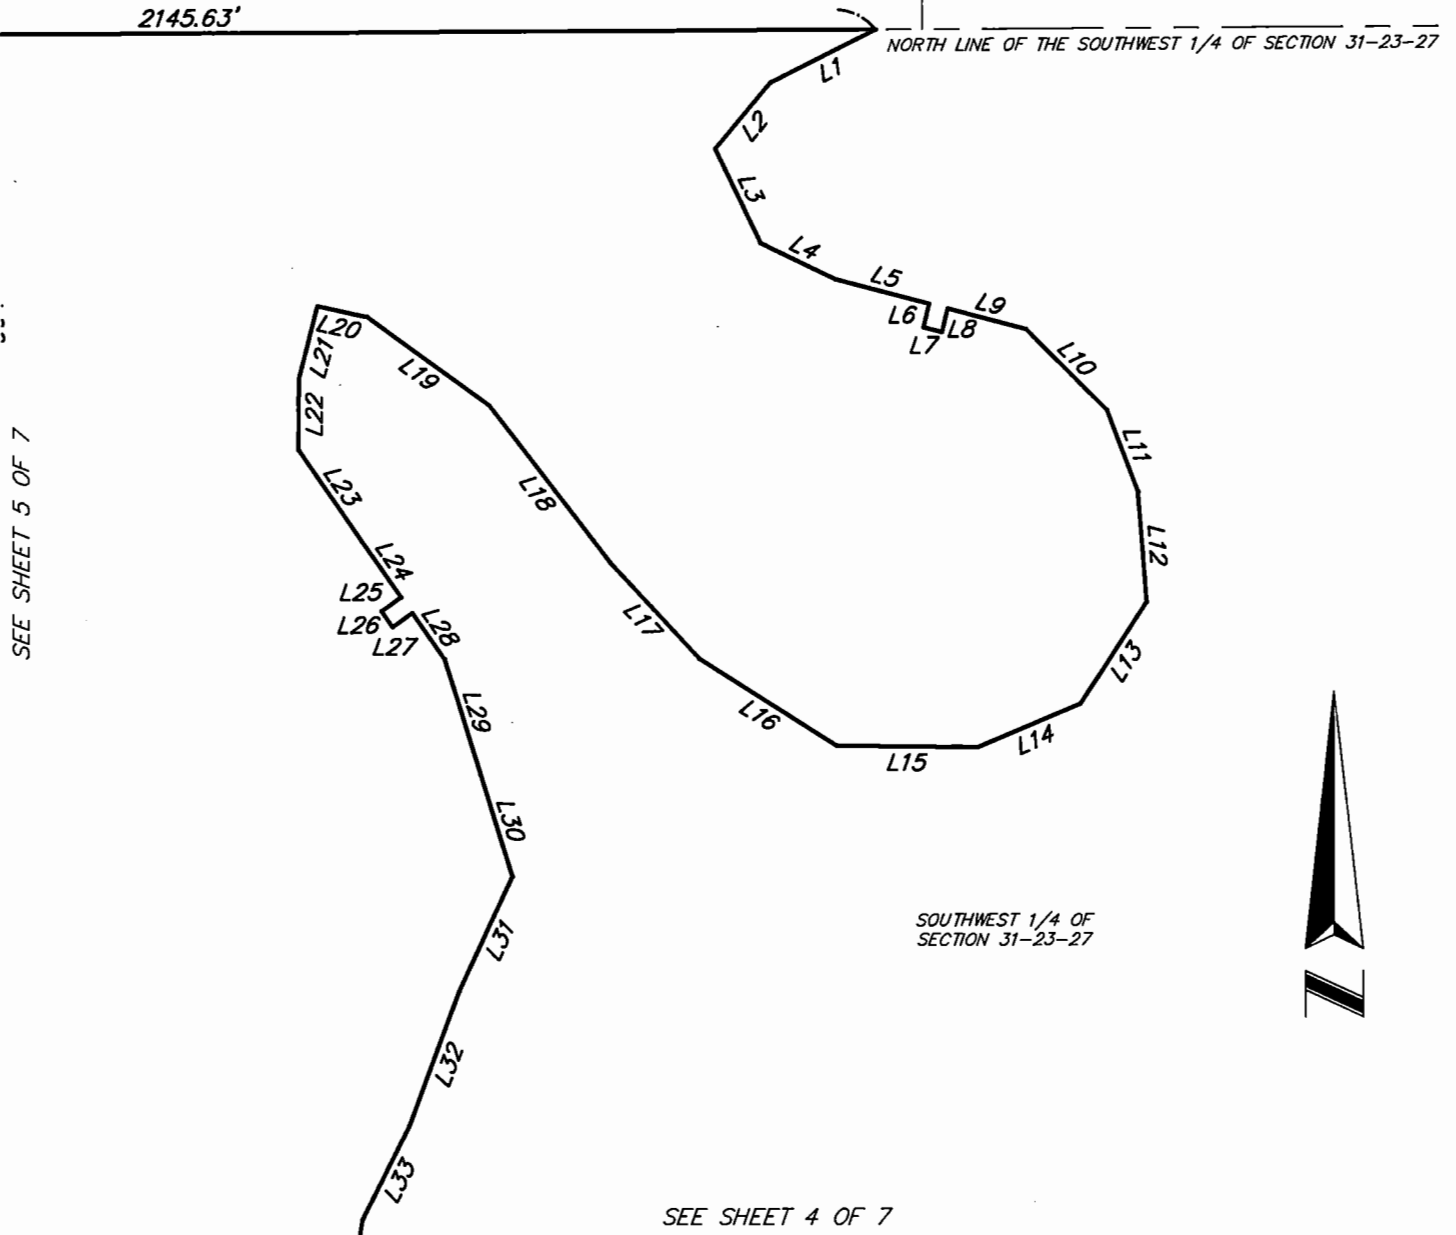 2145.63'
NORTH LINE OF THE SOUTHWEST 1/4 OF SECTION 31-23-27
L1
L2
L3
L4
L5
L6
L7
L8
L9
L10
L11
L12
L13
L14
L15
L16
L17
L18
L19
L20
L21
L22
L23
L24
L25
L26
L27
L28
L29
L30
L31
L32
L33
SEE SHEET 5 OF 7
SOUTHWEST 1/4 OF
SECTION 31-23-27
N
SEE SHEET 4 OF 7